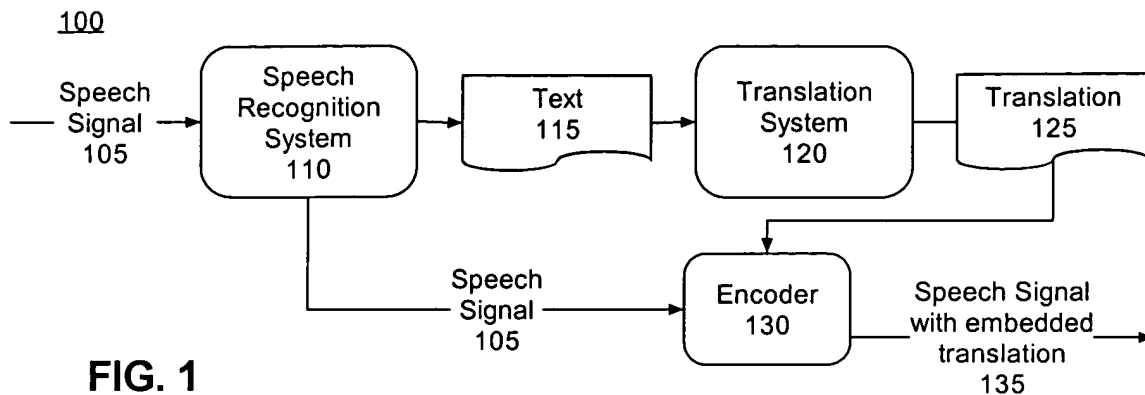 100
Speech
Signal
105
Speech
Recognition
System
110
Text
115
Translation
System
120
Translation
125
Speech
Signal
105
Encoder
130
Speech Signal
with embedded
translation
135
FIG. 1